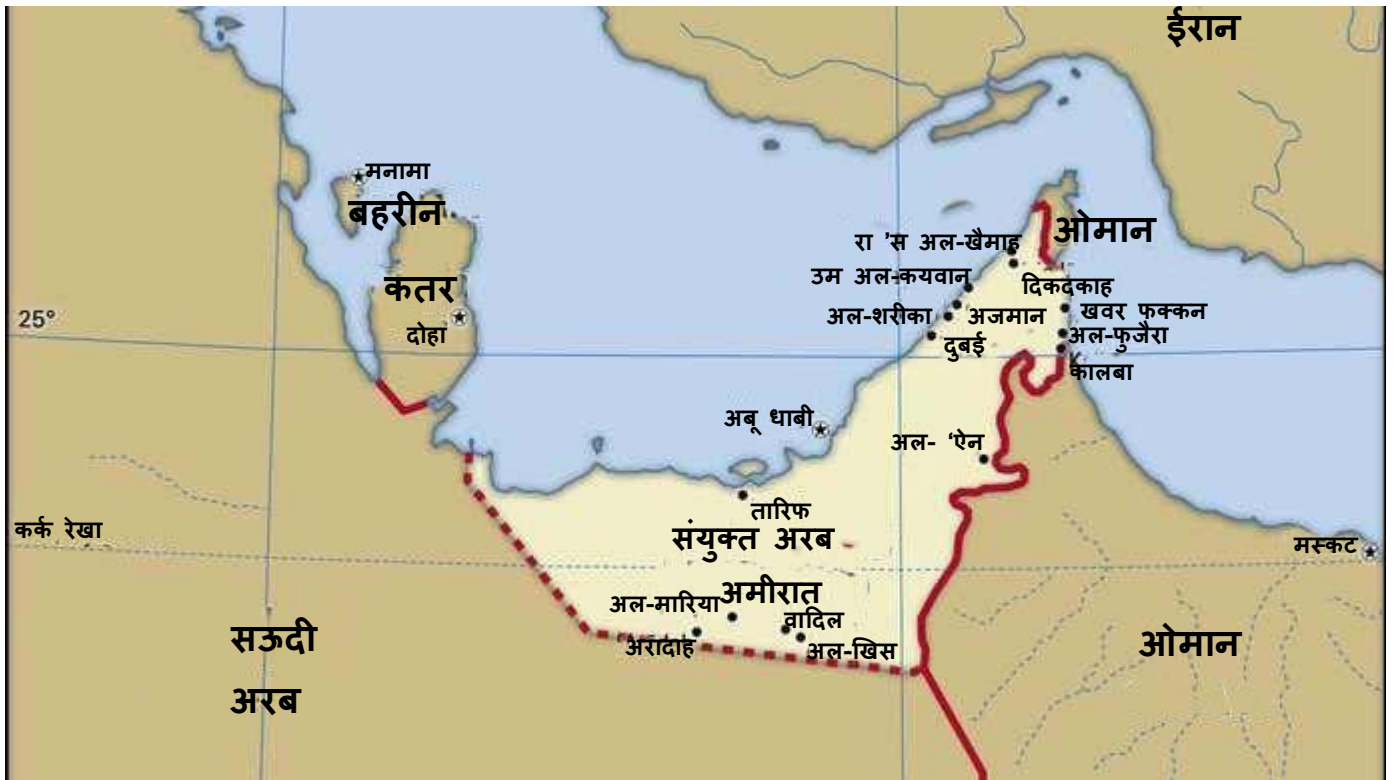 ईरान
मनामा
बहरीन
ओमान
रा 'स अल-खैमाह
उम अल-कयवान
कतर
दिकदकाह
खवर फक्कन
अल-शरीका
अजमान
25°
दोहा
दुबई
अल-फुजैरा
कालबा
अबू धाबी
अल- 'ऐन
तारिफ
कर्क रेखा
संयुक्त अरब
मस्कट
अमीरात
अल-मारिया
वादिल
सऊदी
अरादाह
अल-खिस
ओमान
अरब